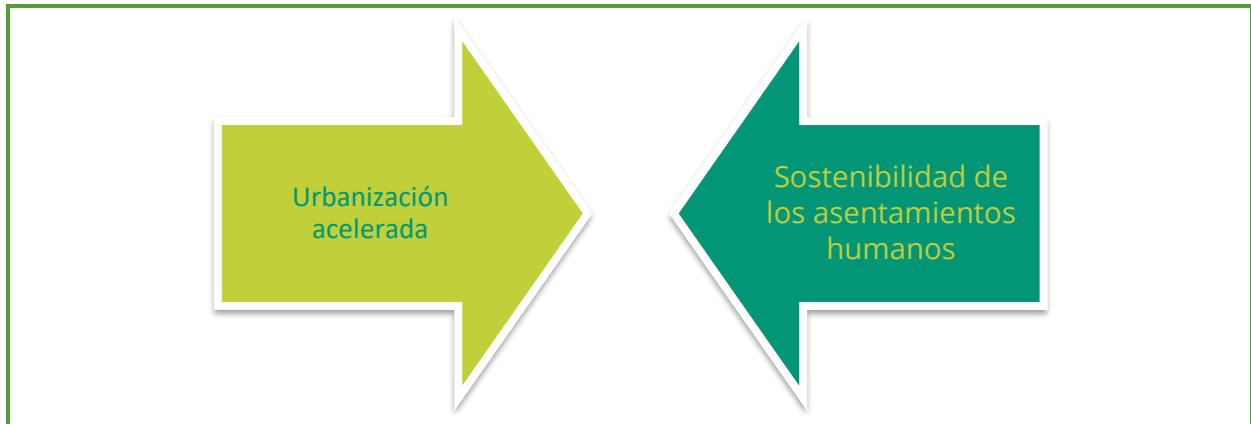 Urbanización
acelerada
Sostenibilidad de
los asentamientos
humanos